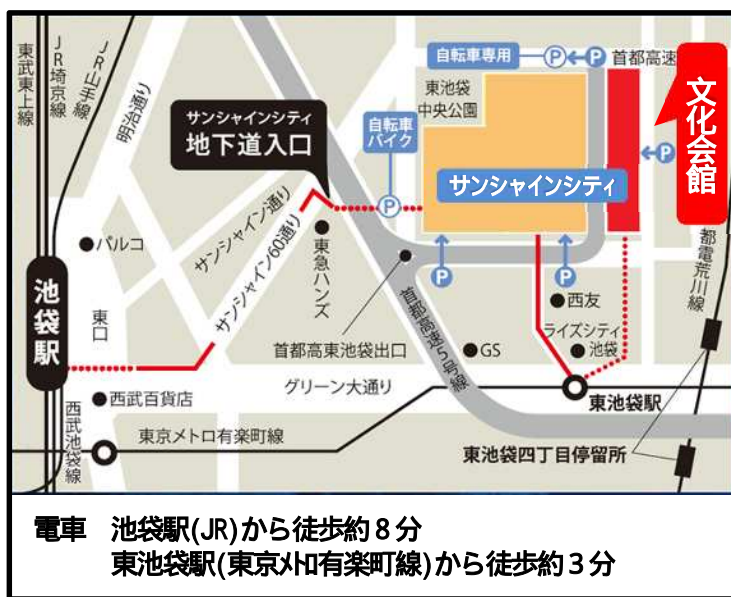 東武東上線
JR埼京線
JR山手線
明治通り
サンシャインシティ
地下道入口
自転車専用
P
P
首都高速
文化会館
東池袋
中央公園
自転車
バイク
P
サンシャインシティ
P
都電荒川線
パルコ
サンシャイン通り
サンシャイン60通り
東急ハンズ
P
P
池袋駅
東口
首都高東池袋出口
首都高速5号線
西友
ライズシティ
池袋
GS
グリーン大通り
西武百貨店
西武池袋線
東京メトロ有楽町線
東池袋駅
東池袋四丁目停留所
電車 池袋駅(JR)から徒歩約8分
東池袋駅(東京メトロ有楽町線)から徒歩約3分